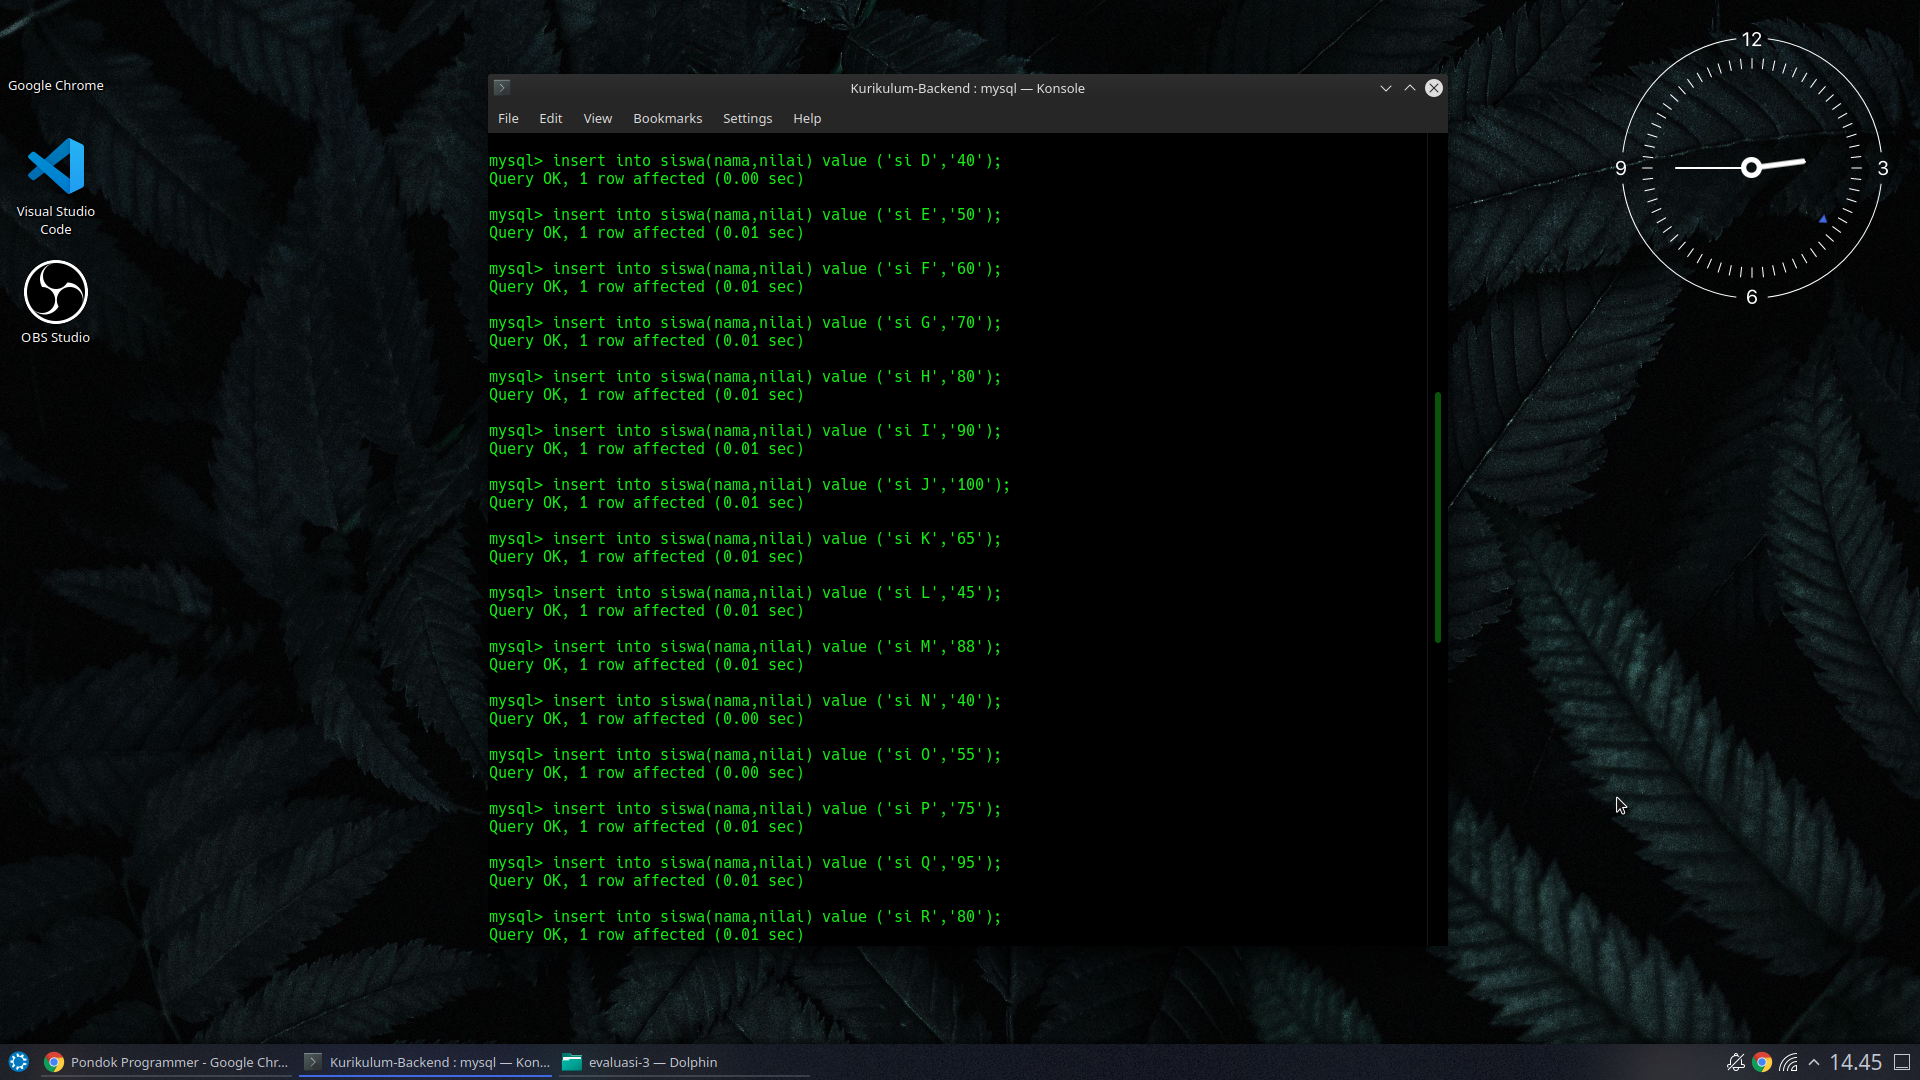 Google Chrome
Visual Studio
Code
OBS Studio
Kurikulum-Backend : mysql — Konsole
File Edit View Bookmarks Settings Help
mysql> insert into siswa(nama,nilai) value ('si D','40');
Query OK, 1 row affected (0.00 sec)
mysql> insert into siswa(nama,nilai) value ('si E','50');
Query OK, 1 row affected (0.01 sec)
mysql> insert into siswa(nama,nilai) value ('si F','60');
Query OK, 1 row affected (0.01 sec)
mysql> insert into siswa(nama,nilai) value ('si G','70');
Query OK, 1 row affected (0.01 sec)
mysql> insert into siswa(nama,nilai) value ('si H','80');
Query OK, 1 row affected (0.01 sec)
mysql> insert into siswa(nama,nilai) value ('si I','90');
Query OK, 1 row affected (0.01 sec)
mysql> insert into siswa(nama,nilai) value ('si J','100');
Query OK, 1 row affected (0.01 sec)
mysql> insert into siswa(nama,nilai) value ('si K','65');
Query OK, 1 row affected (0.01 sec)
mysql> insert into siswa(nama,nilai) value ('si L','45');
Query OK, 1 row affected (0.01 sec)
mysql> insert into siswa(nama,nilai) value ('si M','88');
Query OK, 1 row affected (0.01 sec)
mysql> insert into siswa(nama,nilai) value ('si N','40');
Query OK, 1 row affected (0.00 sec)
mysql> insert into siswa(nama,nilai) value ('si O','55');
Query OK, 1 row affected (0.00 sec)
mysql> insert into siswa(nama,nilai) value ('si P','75');
Query OK, 1 row affected (0.01 sec)
mysql> insert into siswa(nama,nilai) value ('si Q','95');
Query OK, 1 row affected (0.01 sec)
mysql> insert into siswa(nama,nilai) value ('si R','80');
Query OK, 1 row affected (0.01 sec)
12
9 3
6
Pondok Programmer - Google Chr... Kurikulum-Backend : mysql — Kon... evaluasi-3 — Dolphin 14.45